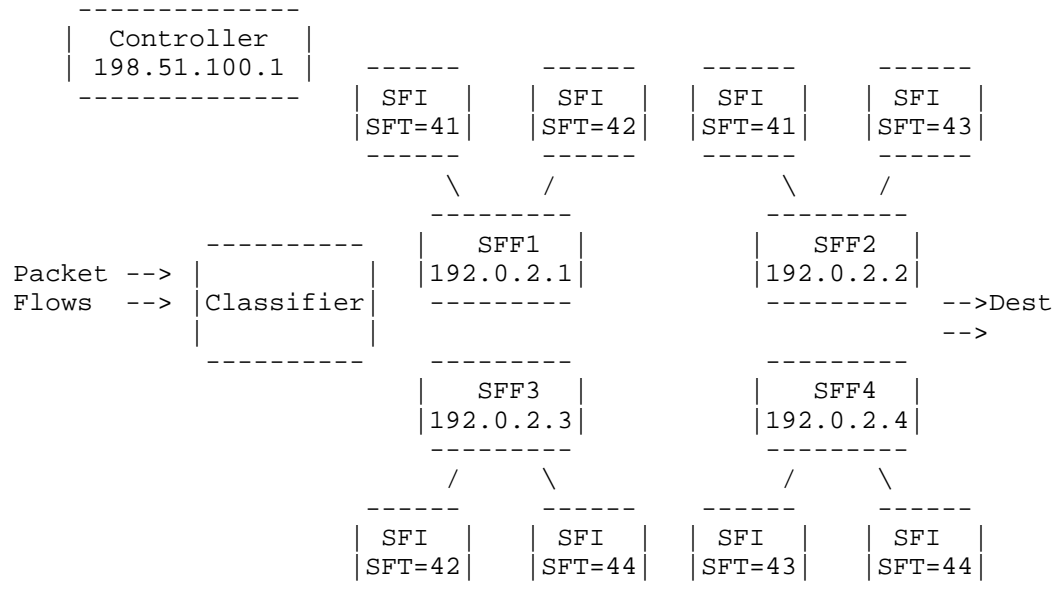 Controller
198.51.100.1
SFI SFI SFI SFI
SFT=41 SFT=42 SFT=41 SFT=43
SFF1 SFF2
Packet --> 192.0.2.1 192.0.2.2
Flows --> Classifier -->Dest
-->
SFF3 SFF4
192.0.2.3 192.0.2.4
SFI SFI SFI SFI
SFT=42 SFT=44 SFT=43 SFT=44